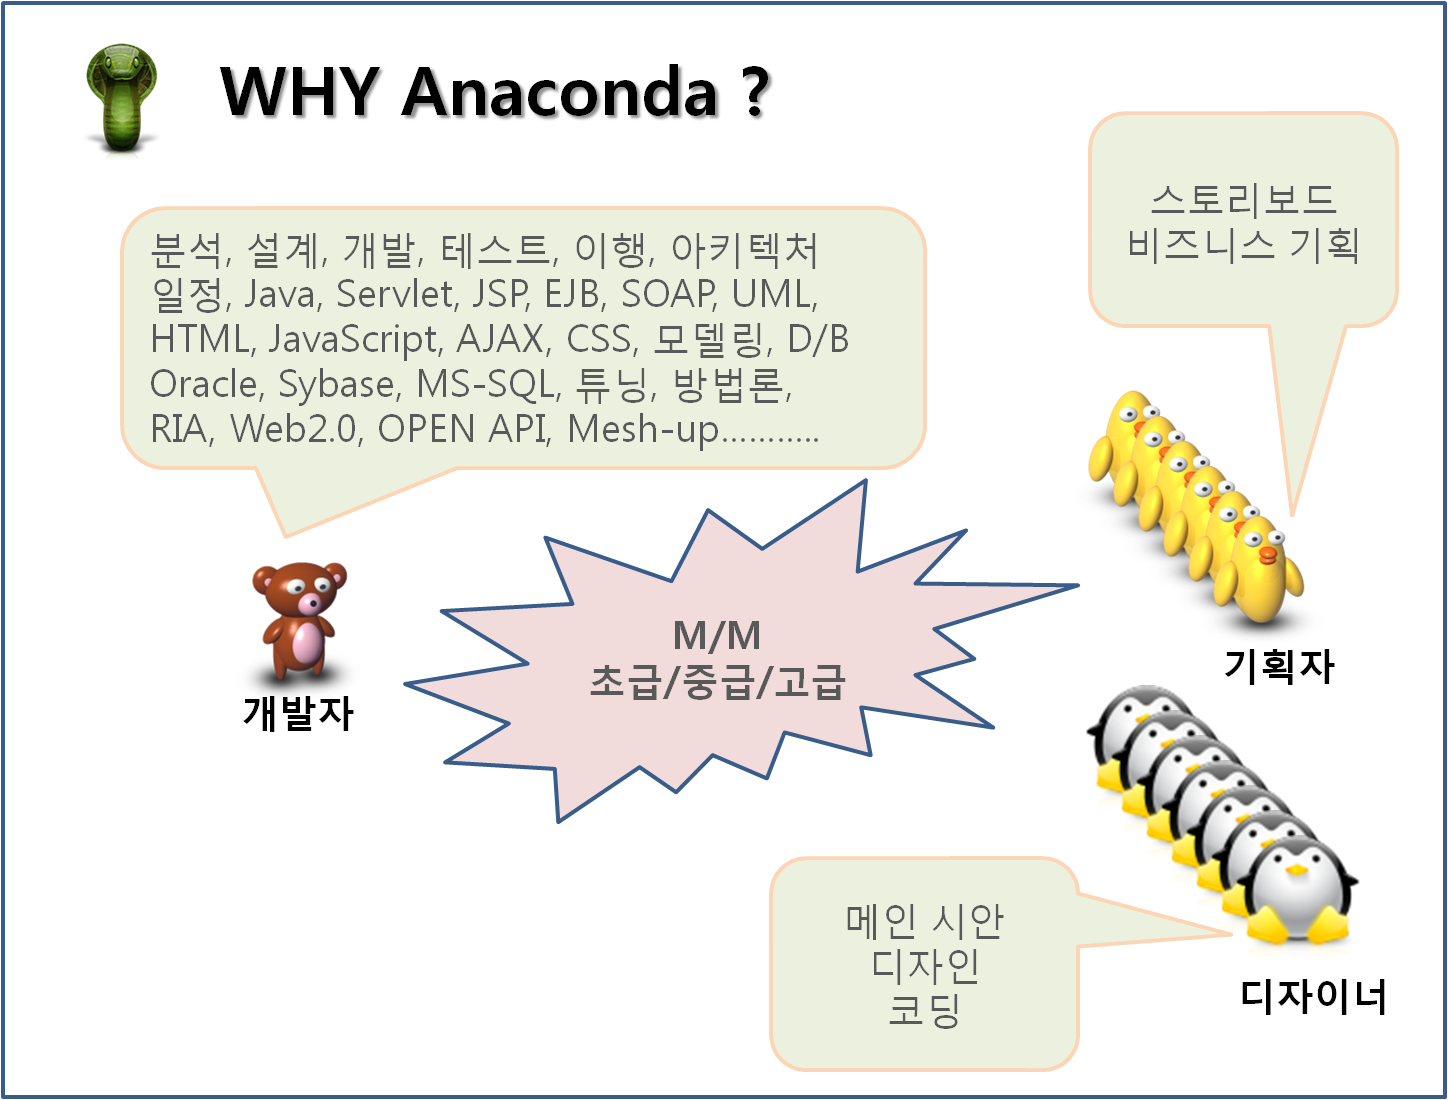 WHY Anaconda ?
스토리보드
비즈니스 기획
분석, 설계, 개발, 테스트, 이행, 아키텍처
일정, Java, Servlet, JSP, EJB, SOAP, UML,
HTML, JavaScript, AJAX, CSS, 모델링, D/B
Oracle, Sybase, MS-SQL, 튜닝, 방법론,
RIA, Web2.0, OPEN API, Mesh-up………..
M/M
초급/중급/고급
개발자
기획자
메인 시안
디자인
코딩
디자이너